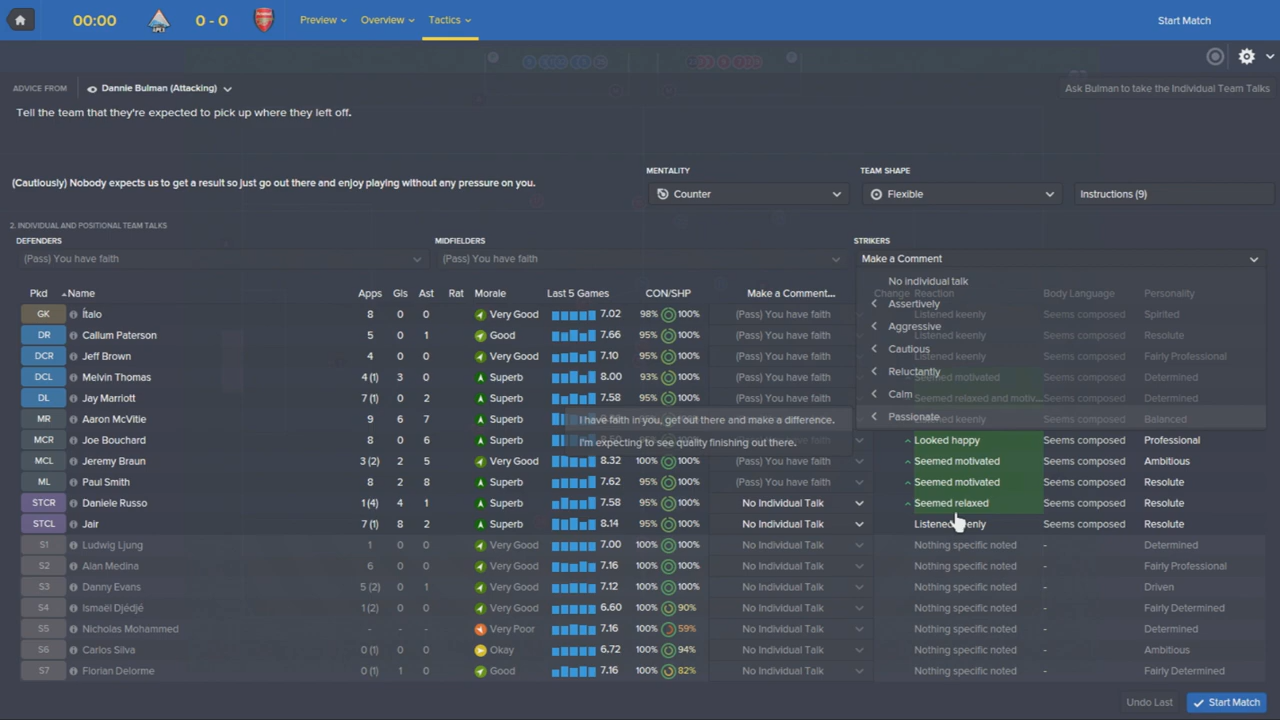 00:00 APEX 0 - 0 Arsenal Preview Overview Tactics Start Match
ADVICE FROM Dannie Bulman (Attacking) Ask Bulman to take the Individual Team Talks
Tell the team that they're expected to pick up where they left off.
MENTALITY TEAM SHAPE
(Cautiously) Nobody expects us to get a result so just go out there and enjoy playing without any pressure on you. Counter Flexible Instructions (9)
2. INDIVIDUAL AND POSITIONAL TEAM TALKS
DEFENDERS MIDFIELDERS STRIKERS
(Pass) You have faith (Pass) You have faith Make a Comment
No individual talk
Pkd Name Apps Gls Ast Rat Morale Last 5 Games CON/SHP Make a Comment... Change Reaction Body Language Personality
Assertively
GK Ítalo 8 0 0 Very Good 7.02 98% 100% (Pass) You have faith Listened keenly Seems composed Spirited
Aggressive
DR Callum Paterson 5 0 1 Good 7.66 95% 100% (Pass) You have faith Listened keenly Seems composed Resolute
Cautious
DCR Jeff Brown 4 0 0 Very Good 7.10 95% 100% (Pass) You have faith Listened keenly Seems composed Fairly Professional
Reluctantly
DCL Melvin Thomas 4 (1) 3 0 Superb 8.00 93% 100% (Pass) You have faith Seemed motivated Seems composed Determined
Calm
DL Jay Marriott 7 (1) 0 2 Superb 7.58 95% 100% (Pass) You have faith Seemed relaxed and motiv... Seems composed Determined
Passionate
MR Aaron McVitie 9 6 7 Superb Listened keenly Seems composed Balanced
I have faith in you, get out there and make a difference.
MCR Joe Bouchard 8 0 6 Superb Looked happy Seems composed Professional
I'm expecting to see quality finishing out there.
MCL Jeremy Braun 3 (2) 2 5 Very Good 8.32 95% 100% (Pass) You have faith Seemed motivated Seems composed Ambitious
ML Paul Smith 8 2 8 Superb 7.62 95% 100% (Pass) You have faith Seemed motivated Seems composed Resolute
STCR Daniele Russo 1 (4) 4 1 Superb 7.58 95% 100% No Individual Talk Seemed relaxed Seems composed Resolute
STCL Jair 7 (1) 8 2 Superb 8.14 95% 100% No Individual Talk Listened keenly Seems composed Resolute
S1 Ludwig Ljung 1 0 0 Very Good 7.00 100% 100% No Individual Talk Nothing specific noted - Determined
S2 Alan Medina 6 0 0 Very Good 7.16 100% 100% No Individual Talk Nothing specific noted - Fairly Professional
S3 Danny Evans 3 (2) 0 1 Very Good 7.12 100% 100% No Individual Talk Nothing specific noted - Driven
S4 Ismaël Djédjé 1 (2) 0 0 Very Good 6.60 100% 90% No Individual Talk Nothing specific noted - Fairly Determined
S5 Nicholas Mohammed - - - Very Poor 7.16 100% 59% No Individual Talk Nothing specific noted - Determined
S6 Carlos Silva 0 (1) 0 0 Okay 6.72 100% 94% No Individual Talk Nothing specific noted - Ambitious
S7 Florian Delorme 0 (1) 1 0 Good 7.16 100% 82% No Individual Talk Nothing specific noted - Fairly Determined
Undo Last Start Match